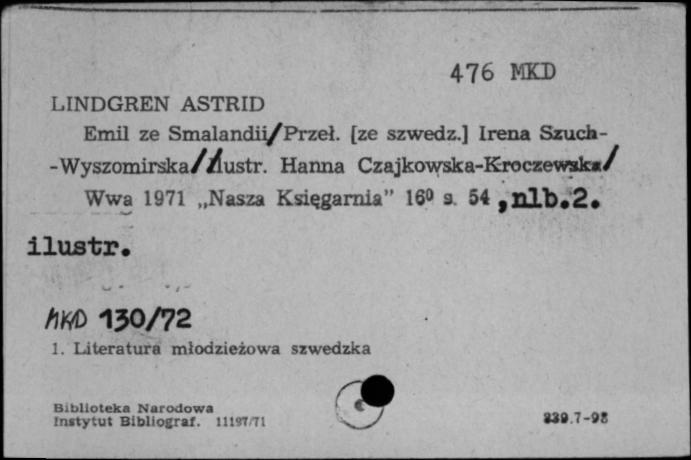 476 MKD
LINDGREN ASTRID
Emil ze Smalandii/Przeł. [ze szwedz.] Irena Szuch-
-Wyszomirska/Ilustr. Hanna Czajkowska-Kroczewska/
Wwa 1971 „Nasza Księgarnia” 16⁰ s. 54, nlb.2.
ilustr.
MKD 130/72
1. Literatura młodzieżowa szwedzka
Biblioteka Narodowa
Instytut Bibliograf. 11197/71
839.7-93